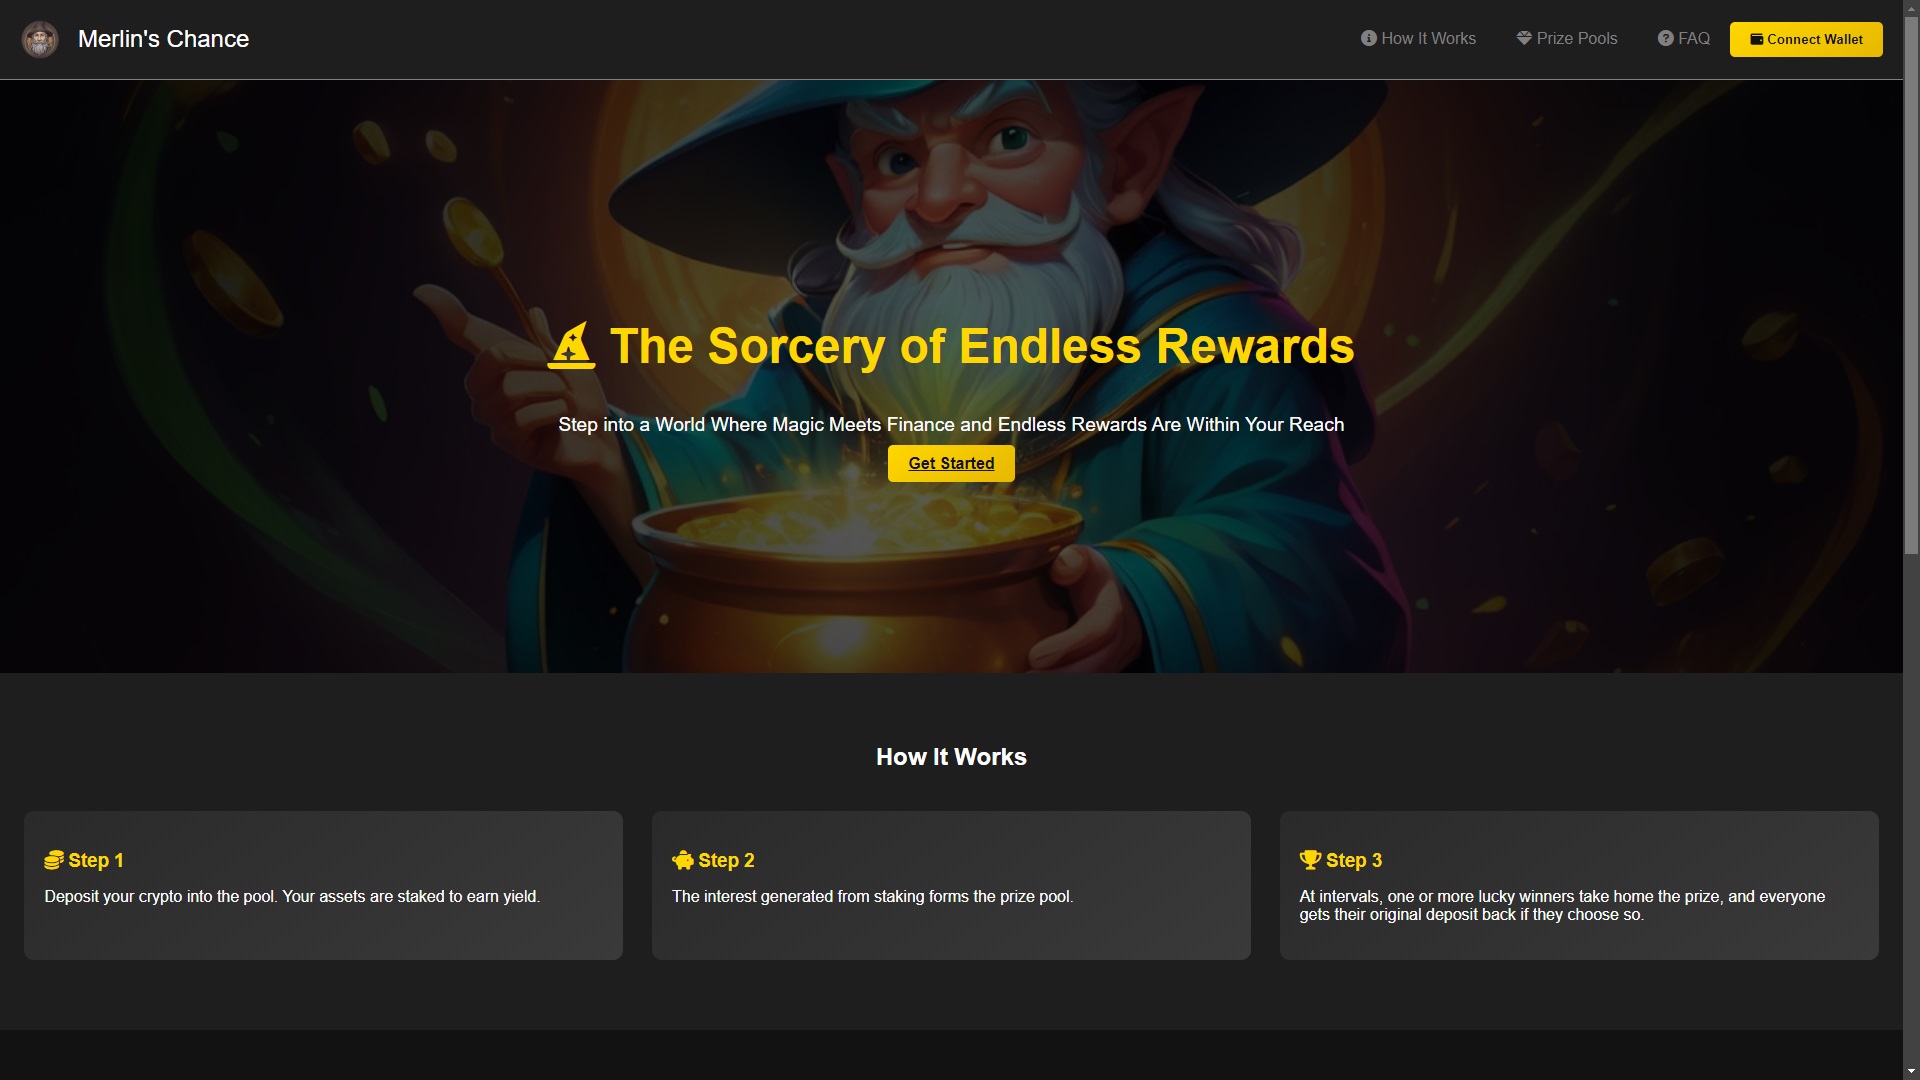 Merlin's Chance
How It Works
Prize Pools
FAQ
Connect Wallet
The Sorcery of Endless Rewards
Step into a World Where Magic Meets Finance and Endless Rewards Are Within Your Reach
Get Started
How It Works
Step 1
Deposit your crypto into the pool. Your assets are staked to earn yield.
Step 2
The interest generated from staking forms the prize pool.
Step 3
At intervals, one or more lucky winners take home the prize, and everyone
gets their original deposit back if they choose so.